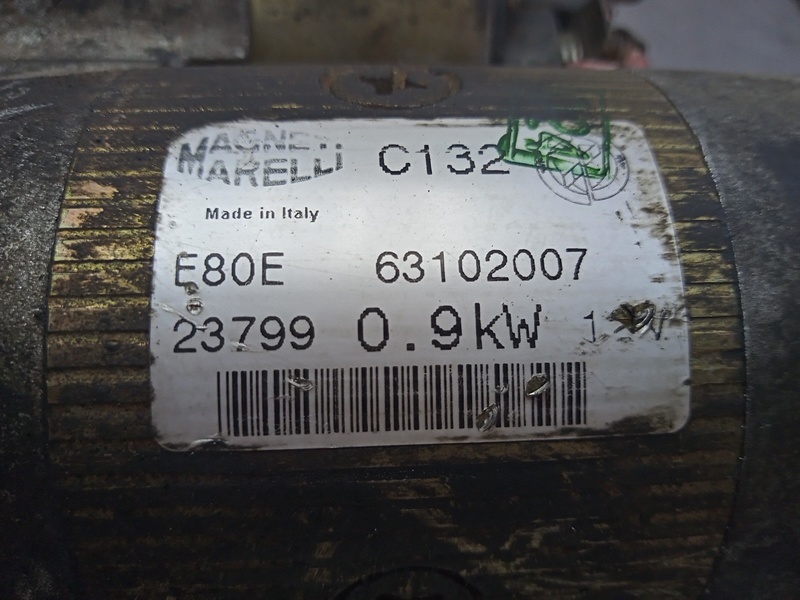 MAGNE
MARELLI C132
Made in Italy
E80E 63102007
23799 0.9kW